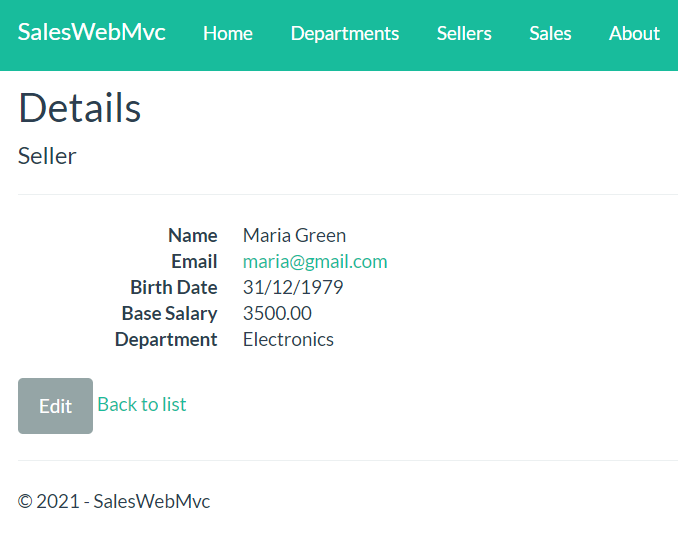 SalesWebMvc Home Departments Sellers Sales About
Details
Seller
Name Maria Green
Email maria@gmail.com
Birth Date 31/12/1979
Base Salary 3500.00
Department Electronics
Edit Back to list
© 2021 - SalesWebMvc